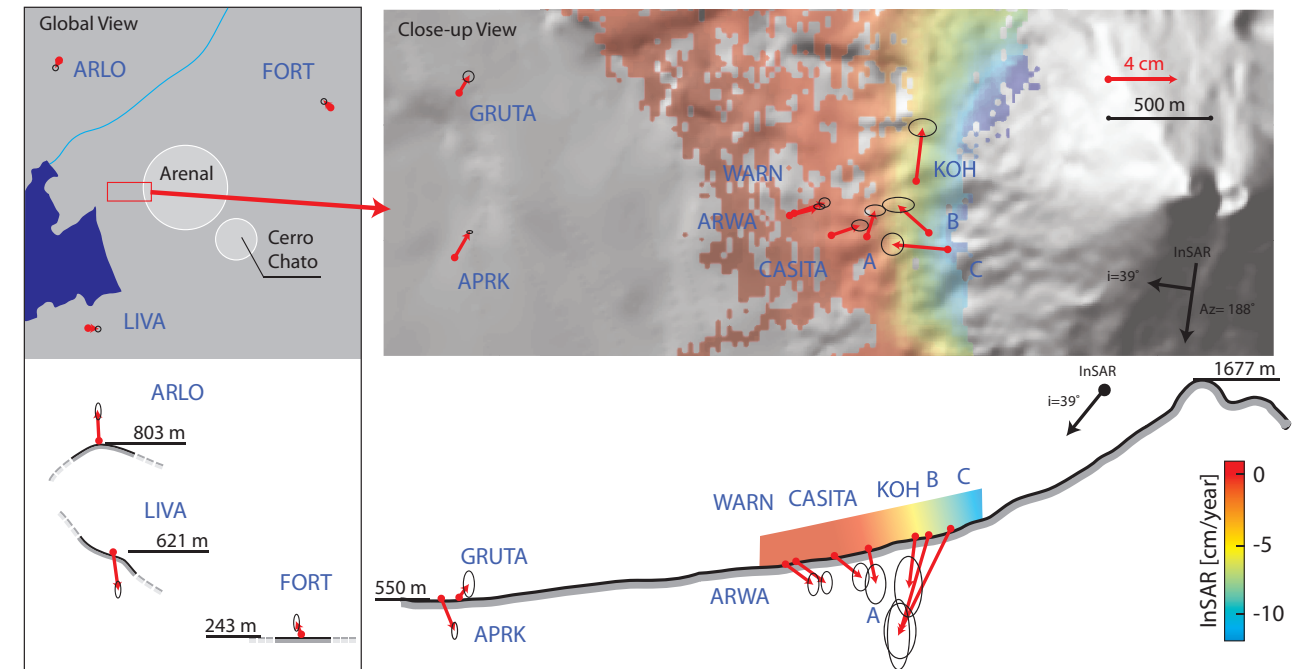 Global View
ARLO
FORT
Arenal
Cerro
Chato
LIVA
Close-up View
GRUTA
4 cm
500 m
WARN
KOH
ARWA
B
CASITA
A
C
APRK
InSAR
i=39°
Az= 188°
ARLO
803 m
LIVA
621 m
FORT
243 m
InSAR
i=39°
1677 m
WARN
CASITA
KOH
B
C
GRUTA
550 m
ARWA
A
APRK
InSAR [cm/year]
0
-5
-10